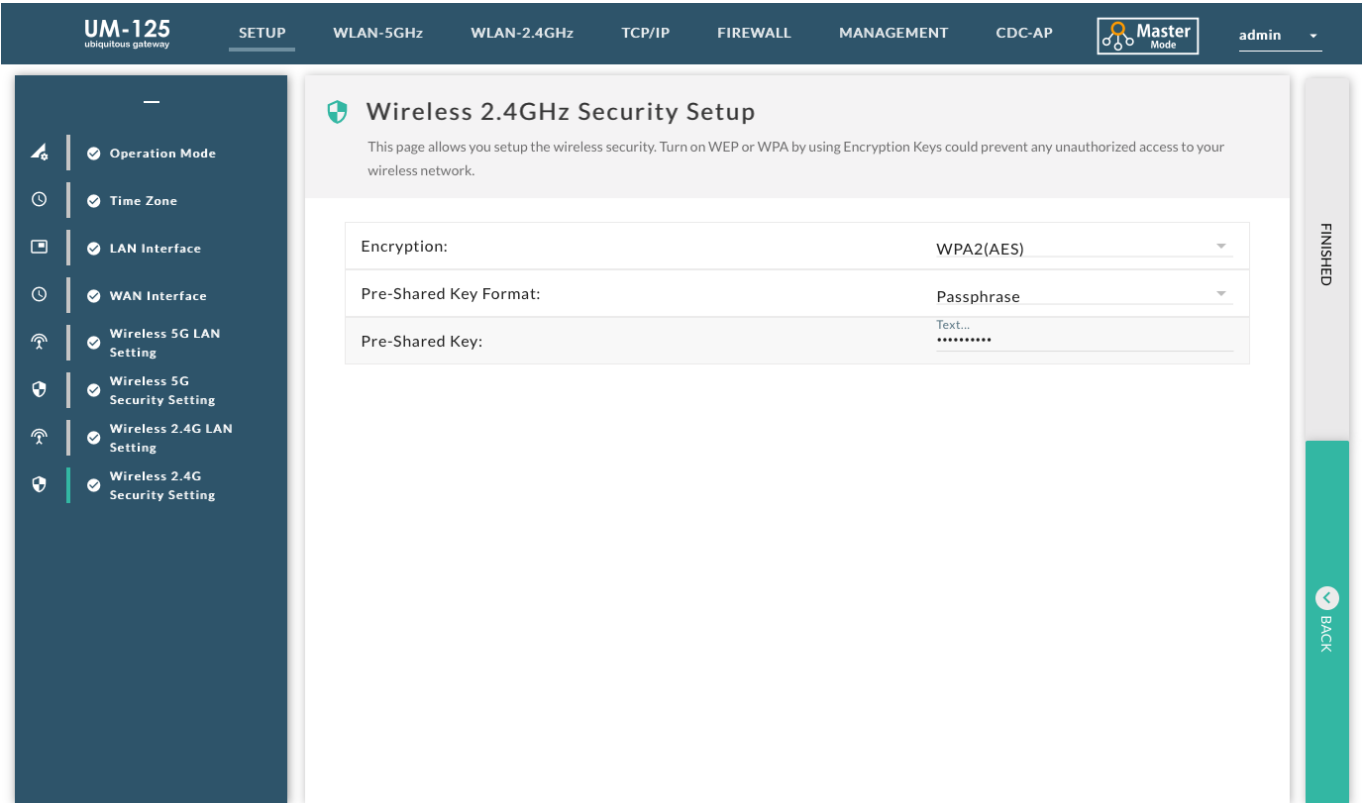 UM-125
ubiquitous gateway
SETUP
WLAN-5GHz
WLAN-2.4GHz
TCP/IP
FIREWALL
MANAGEMENT
CDC-AP
Master
Mode
admin
Operation Mode
Time Zone
LAN Interface
WAN Interface
Wireless 5G LAN
Setting
Wireless 5G
Security Setting
Wireless 2.4G LAN
Setting
Wireless 2.4G
Security Setting
Wireless 2.4GHz Security Setup
This page allows you setup the wireless security. Turn on WEP or WPA by using Encryption Keys could prevent any unauthorized access to your
wireless network.
Encryption:
WPA2(AES)
Pre-Shared Key Format:
Passphrase
Pre-Shared Key:
Text...
••••••••••
FINISHED
BACK